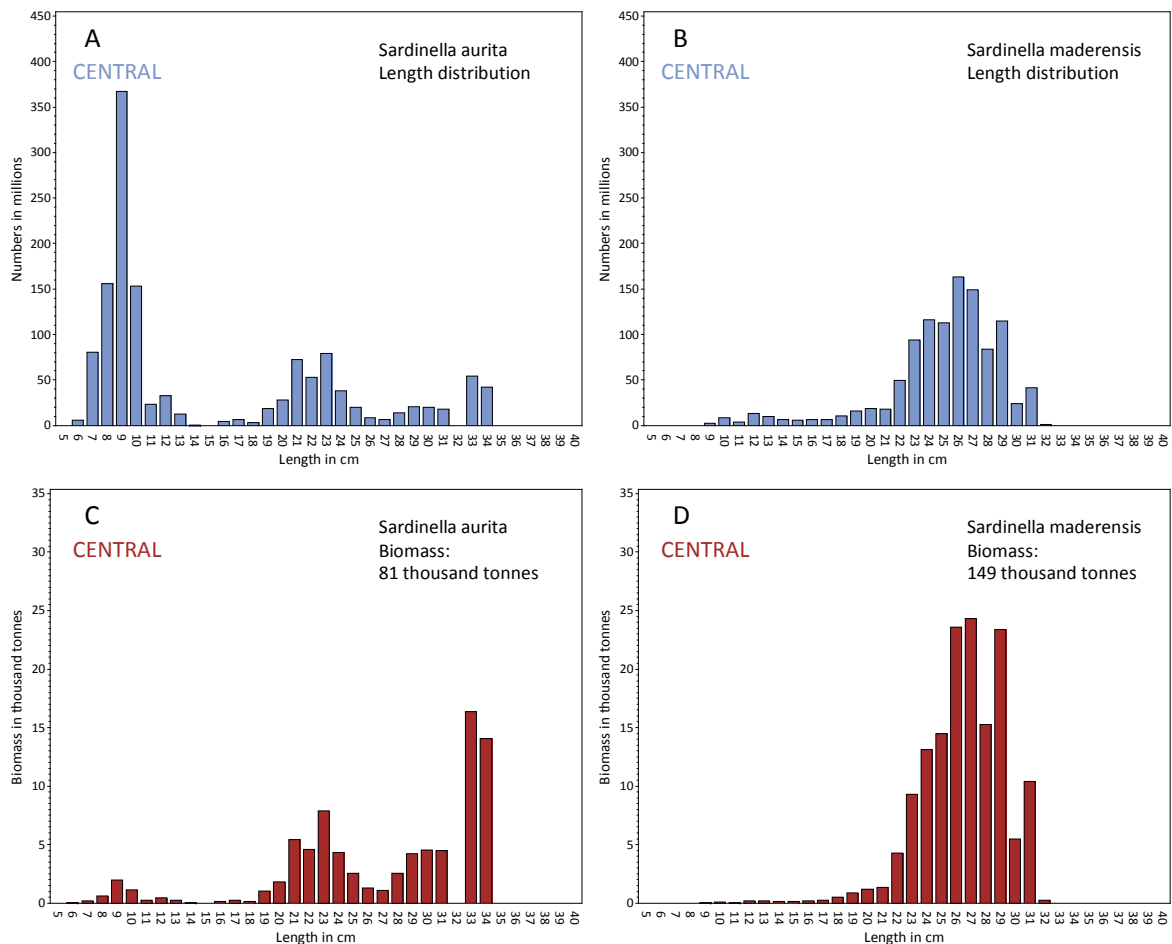 A
CENTRAL
Sardinella aurita
Length distribution
Numbers in millions
450
400
350
300
250
200
150
100
50
0
5 6 7 8 9 10 11 12 13 14 15 16 17 18 19 20 21 22 23 24 25 26 27 28 29 30 31 32 33 34 35 36 37 38 39 40
Length in cm
B
CENTRAL
Sardinella maderensis
Length distribution
Numbers in millions
450
400
350
300
250
200
150
100
50
0
5 6 7 8 9 10 11 12 13 14 15 16 17 18 19 20 21 22 23 24 25 26 27 28 29 30 31 32 33 34 35 36 37 38 39 40
Length in cm
C
CENTRAL
Sardinella aurita
Biomass:
81 thousand tonnes
Biomass in thousand tonnes
35
30
25
20
15
10
5
0
5 6 7 8 9 10 11 12 13 14 15 16 17 18 19 20 21 22 23 24 25 26 27 28 29 30 31 32 33 34 35 36 37 38 39 40
Length in cm
D
CENTRAL
Sardinella maderensis
Biomass:
149 thousand tonnes
Biomass in thousand tonnes
35
30
25
20
15
10
5
0
5 6 7 8 9 10 11 12 13 14 15 16 17 18 19 20 21 22 23 24 25 26 27 28 29 30 31 32 33 34 35 36 37 38 39 40
Length in cm